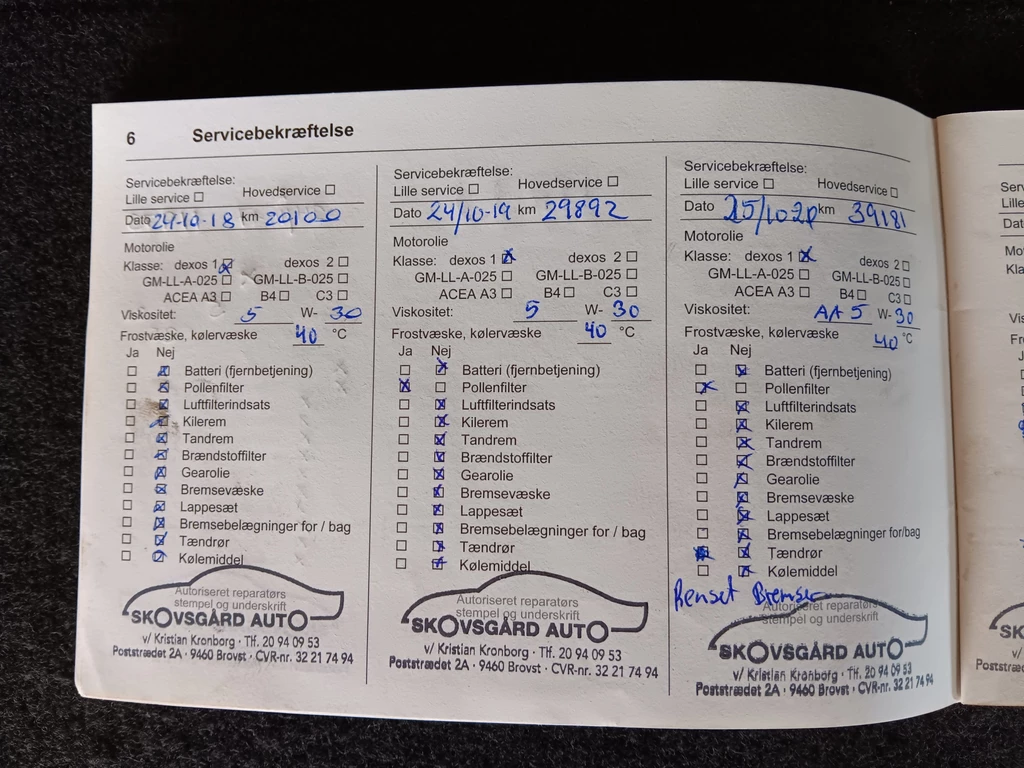 6 Servicebekræftelse
Servicebekræftelse:
Lille service ☐ Hovedservice ☐
Dato 24-10-18 km 20100
Motorolie
Klasse: dexos 1 ☒ dexos 2 ☐
GM-LL-A-025 ☐ GM-LL-B-025 ☐
ACEA A3 ☐ B4 ☐ C3 ☐
Viskositet: 5 W- 30
Frostvæske, kølervæske 40 °C
Ja Nej
☐ ☒ Batteri (fjernbetjening)
☐ ☒ Pollenfilter
☐ ☒ Luftfilterindsats
☐ ☒ Kilerem
☐ ☒ Tandrem
☐ ☒ Brændstoffilter
☐ ☒ Gearolie
☐ ☒ Bremsevæske
☐ ☒ Lappesæt
☐ ☒ Bremsebelægninger for / bag
☐ ☒ Tændrør
☐ ☒ Kølemiddel
Autoriseret reparatørs
stempel og underskrift
SKOVSGÅRD AUTO
v/ Kristian Kronborg · Tlf. 20 94 09 53
Poststrædet 2A · 9460 Brovst · CVR-nr. 32 21 74 94
Servicebekræftelse:
Lille service ☐ Hovedservice ☐
Dato 24/10-19 km 29892
Motorolie
Klasse: dexos 1 ☒ dexos 2 ☐
GM-LL-A-025 ☐ GM-LL-B-025 ☐
ACEA A3 ☐ B4 ☐ C3 ☐
Viskositet: 5 W- 30
Frostvæske, kølervæske 40 °C
Ja Nej
☐ ☒ Batteri (fjernbetjening)
☒ ☐ Pollenfilter
☐ ☒ Luftfilterindsats
☐ ☒ Kilerem
☐ ☒ Tandrem
☐ ☒ Brændstoffilter
☐ ☒ Gearolie
☐ ☒ Bremsevæske
☐ ☒ Lappesæt
☐ ☒ Bremsebelægninger for / bag
☐ ☒ Tændrør
☐ ☒ Kølemiddel
Autoriseret reparatørs
stempel og underskrift
SKOVSGÅRD AUTO
v/ Kristian Kronborg · Tlf. 20 94 09 53
Poststrædet 2A · 9460 Brovst · CVR-nr. 32 21 74 94
Servicebekræftelse:
Lille service ☐ Hovedservice ☐
Dato 25/10 20 km 39181
Motorolie
Klasse: dexos 1 ☒ dexos 2 ☐
GM-LL-A-025 ☐ GM-LL-B-025 ☐
ACEA A3 ☐ B4 ☐ C3 ☐
Viskositet: 5 W- 30
Frostvæske, kølervæske 40 °C
Ja Nej
☐ ☒ Batteri (fjernbetjening)
☒ ☐ Pollenfilter
☐ ☒ Luftfilterindsats
☐ ☒ Kilerem
☐ ☒ Tandrem
☐ ☒ Brændstoffilter
☐ ☒ Gearolie
☐ ☒ Bremsevæske
☐ ☒ Lappesæt
☐ ☒ Bremsebelægninger for/bag
☒ ☒ Tændrør
☐ ☒ Kølemiddel
Renset Bremser
Autoriseret reparatørs
stempel og underskrift
SKOVSGÅRD AUTO
v/ Kristian Kronborg · Tlf. 20 94 09 53
Poststrædet 2A · 9460 Brovst · CVR-nr. 32 21 74 94